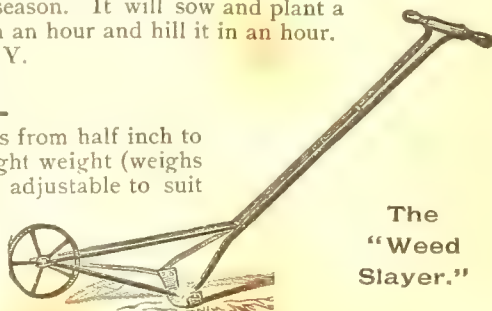 season. It will sow and plant a
an hour and hill it in an hour.
Y.
s from half inch to
ght weight (weighs
adjustable to suit
The
“Weed
Slayer.”